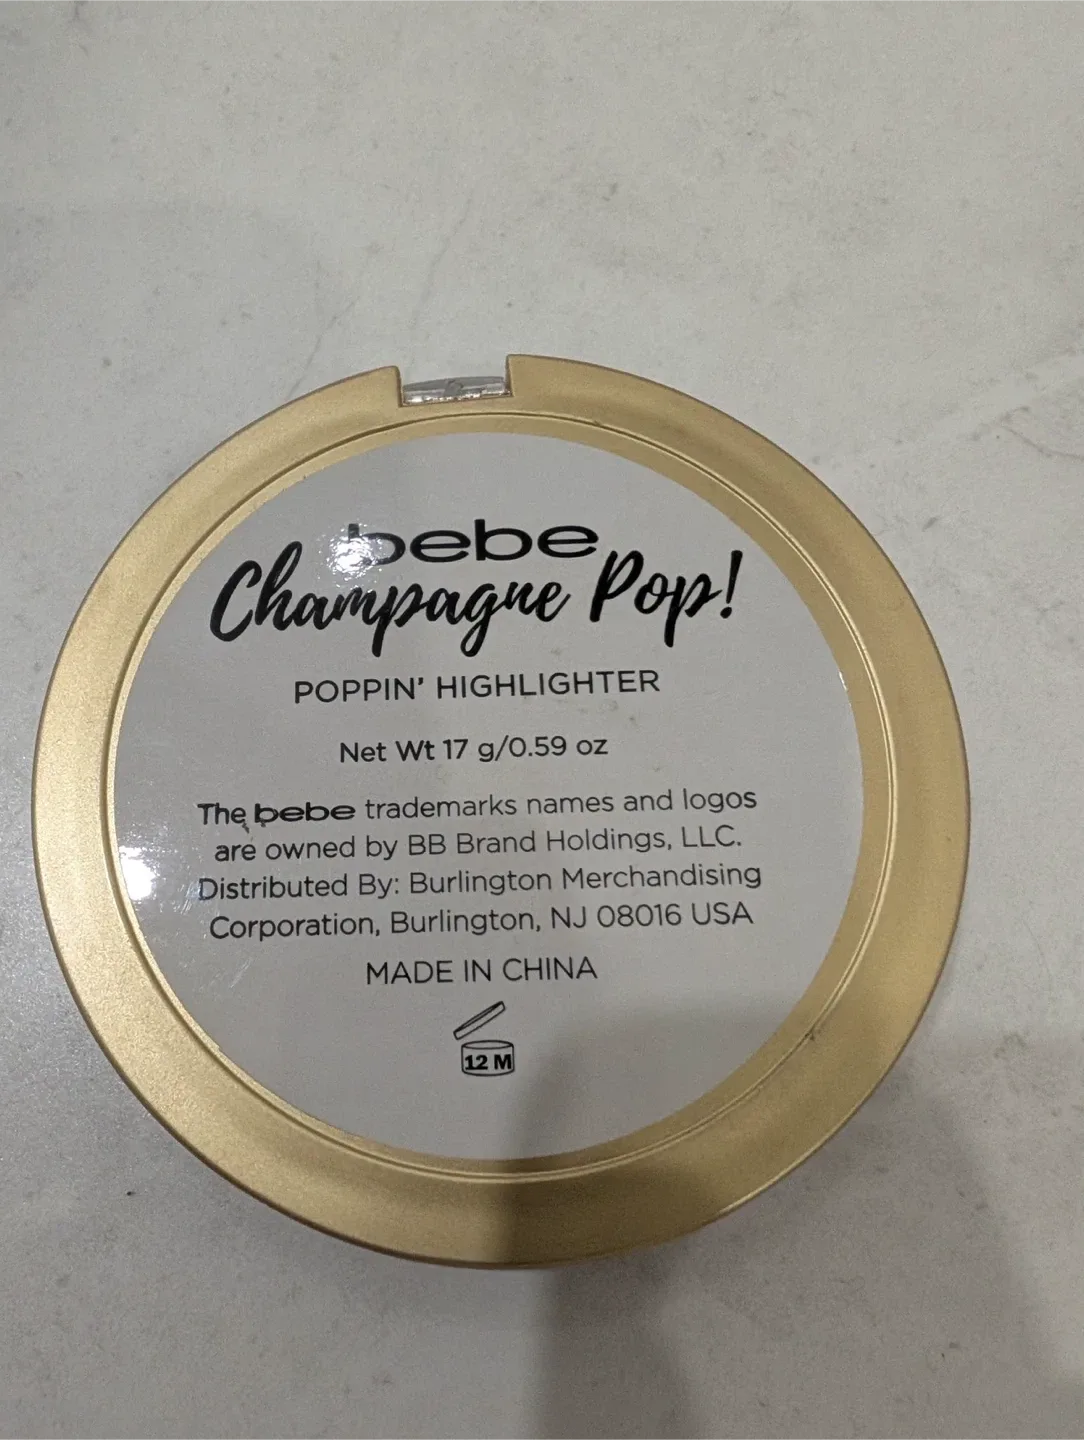 bebe
Champagne Pop!
POPPIN' HIGHLIGHTER
Net Wt 17 g/0.59 oz
The bebe trademarks names and logos
are owned by BB Brand Holdings, LLC.
Distributed By: Burlington Merchandising
Corporation, Burlington, NJ 08016 USA
MADE IN CHINA
12 M